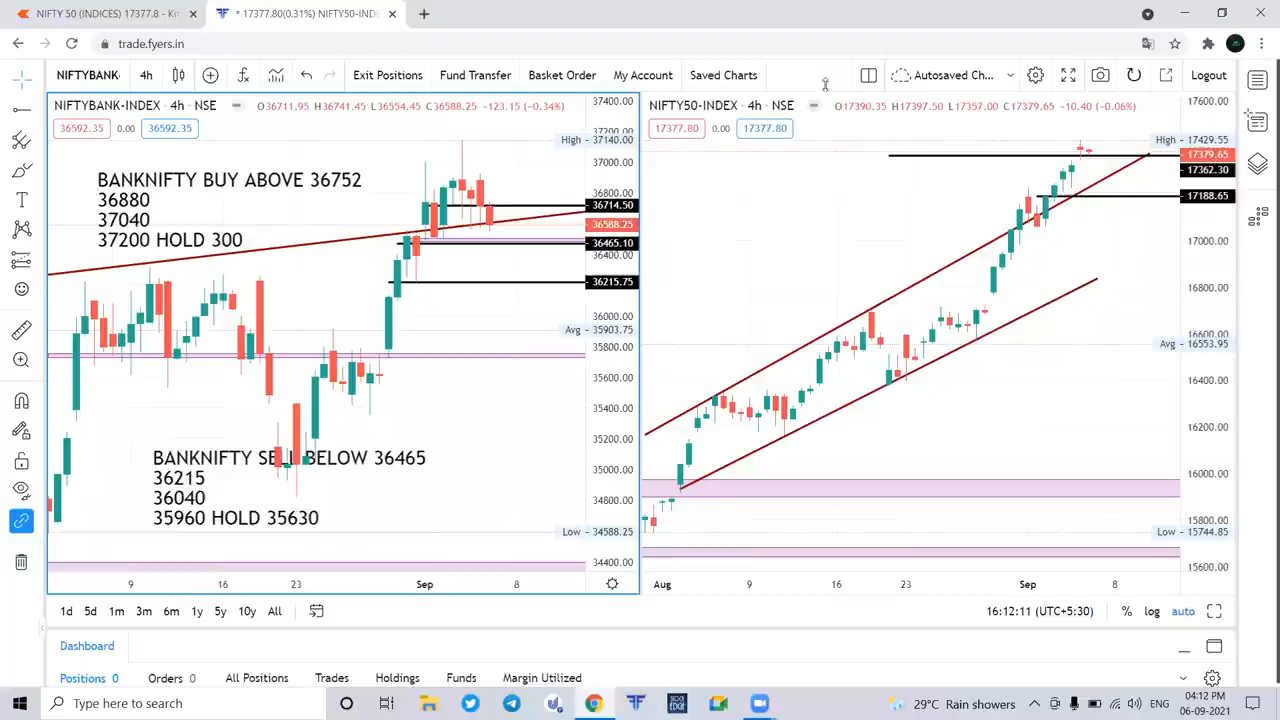 NIFTY 50 (INDICES) 17377.8 - Ki
* 17377.80(0.31%) NIFTY50-INDE
trade.fyers.in
NIFTYBANK- 4h Exit Positions Fund Transfer Basket Order My Account Saved Charts Autosaved Ch... Logout
NIFTYBANK-INDEX · 4h · NSE O36711.95 H36741.45 L36554.45 C36588.25 -123.15 (-0.34%)
36592.35 0.00 36592.35
NIFTY50-INDEX · 4h · NSE O17390.35 H17397.50 L17357.00 C17379.65 -10.40 (-0.06%)
17377.80 0.00 17377.80
BANKNIFTY BUY ABOVE 36752
36880
37040
37200 HOLD 300
BANKNIFTY SELL BELOW 36465
36215
36040
35960 HOLD 35630
37400.00
37200.00
High - 37140.00
37000.00
36800.00
36714.50
36588.25
36465.10
36400.00
36215.75
36000.00
Avg - 35903.75
35800.00
35600.00
35400.00
35200.00
35000.00
34800.00
Low - 34588.25
34400.00
9 16 23 Sep 8
17600.00
High - 17429.55
17379.65
17362.30
17188.65
17000.00
16800.00
16600.00
Avg - 16553.95
16400.00
16200.00
16000.00
15800.00
Low - 15744.85
15600.00
Aug 9 16 23 Sep 8
1d 5d 1m 3m 6m 1y 5y 10y All 16:12:11 (UTC+5:30) % log auto
Dashboard
Positions 0 Orders 0 All Positions Trades Holdings Funds Margin Utilized
Type here to search 29°C Rain showers ENG 04:12 PM
06-09-2021